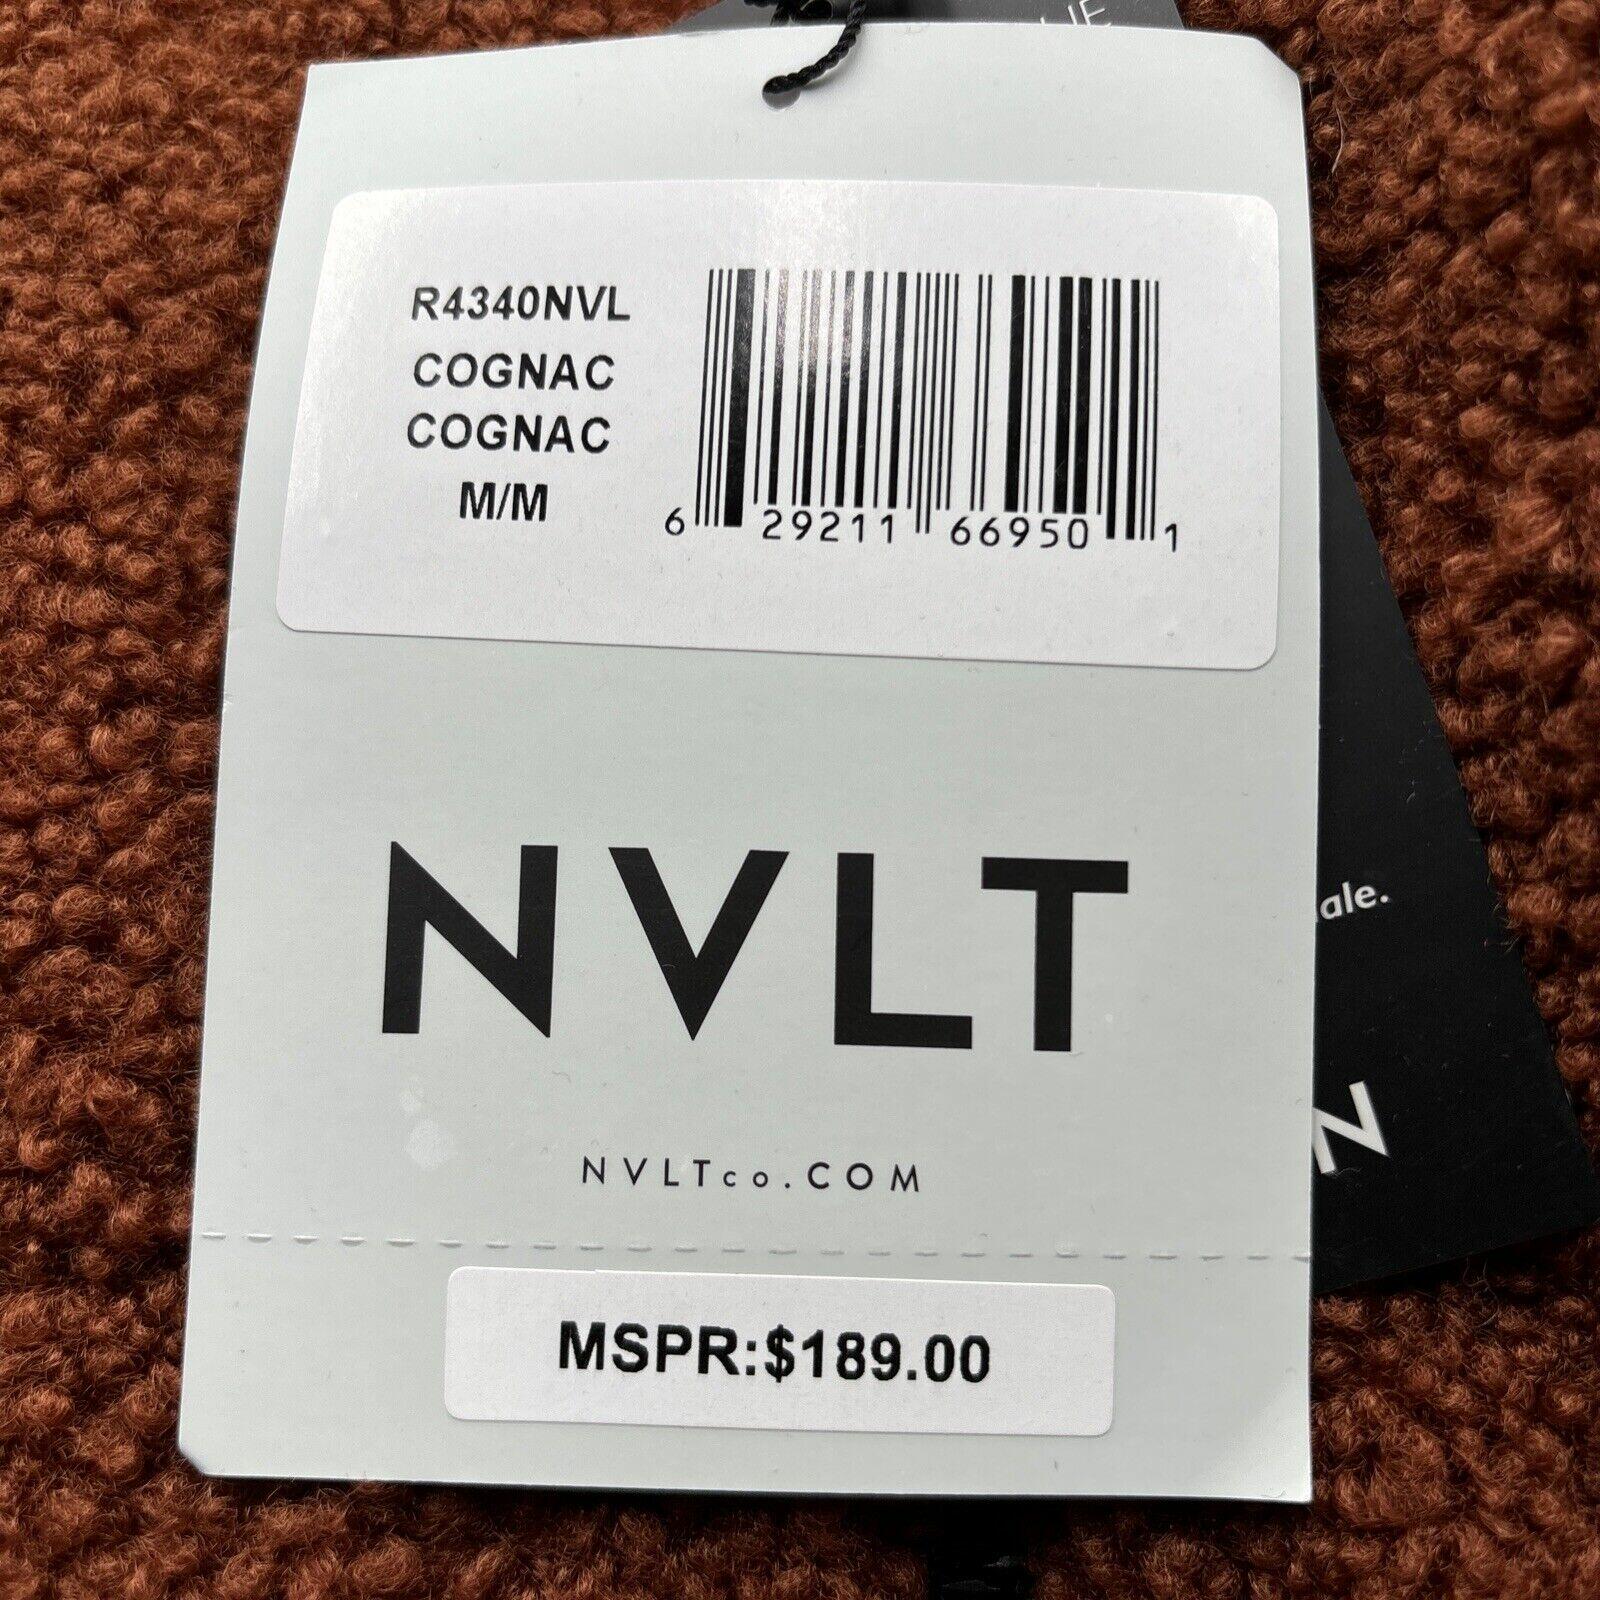 R4340NVL
COGNAC
COGNAC
M/M
6 29211 66950 1
NVLT
NVLTco.COM
MSPR:$189.00
ale.
N